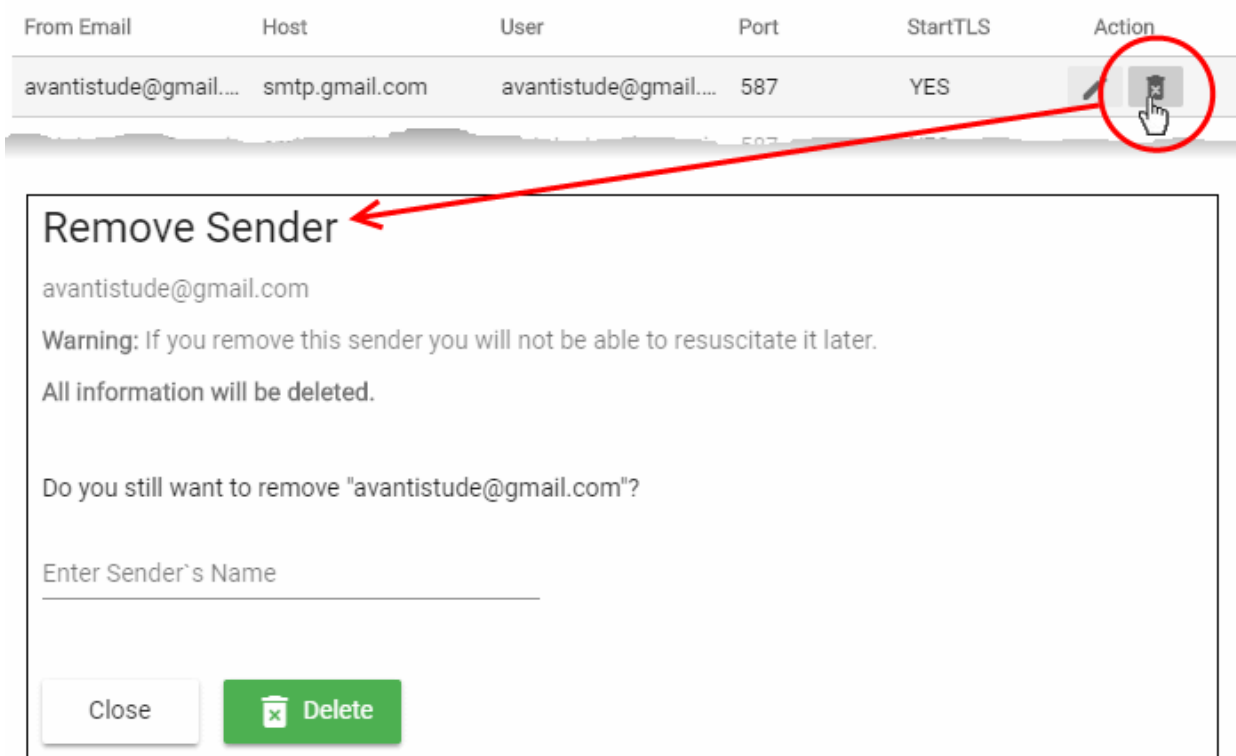 From Email Host User Port StartTLS Action
avantistude@gmail.... smtp.gmail.com avantistude@gmail.... 587 YES
Remove Sender
avantistude@gmail.com
Warning: If you remove this sender you will not be able to resuscitate it later.
All information will be deleted.
Do you still want to remove "avantistude@gmail.com"?
Enter Sender`s Name
Close Delete